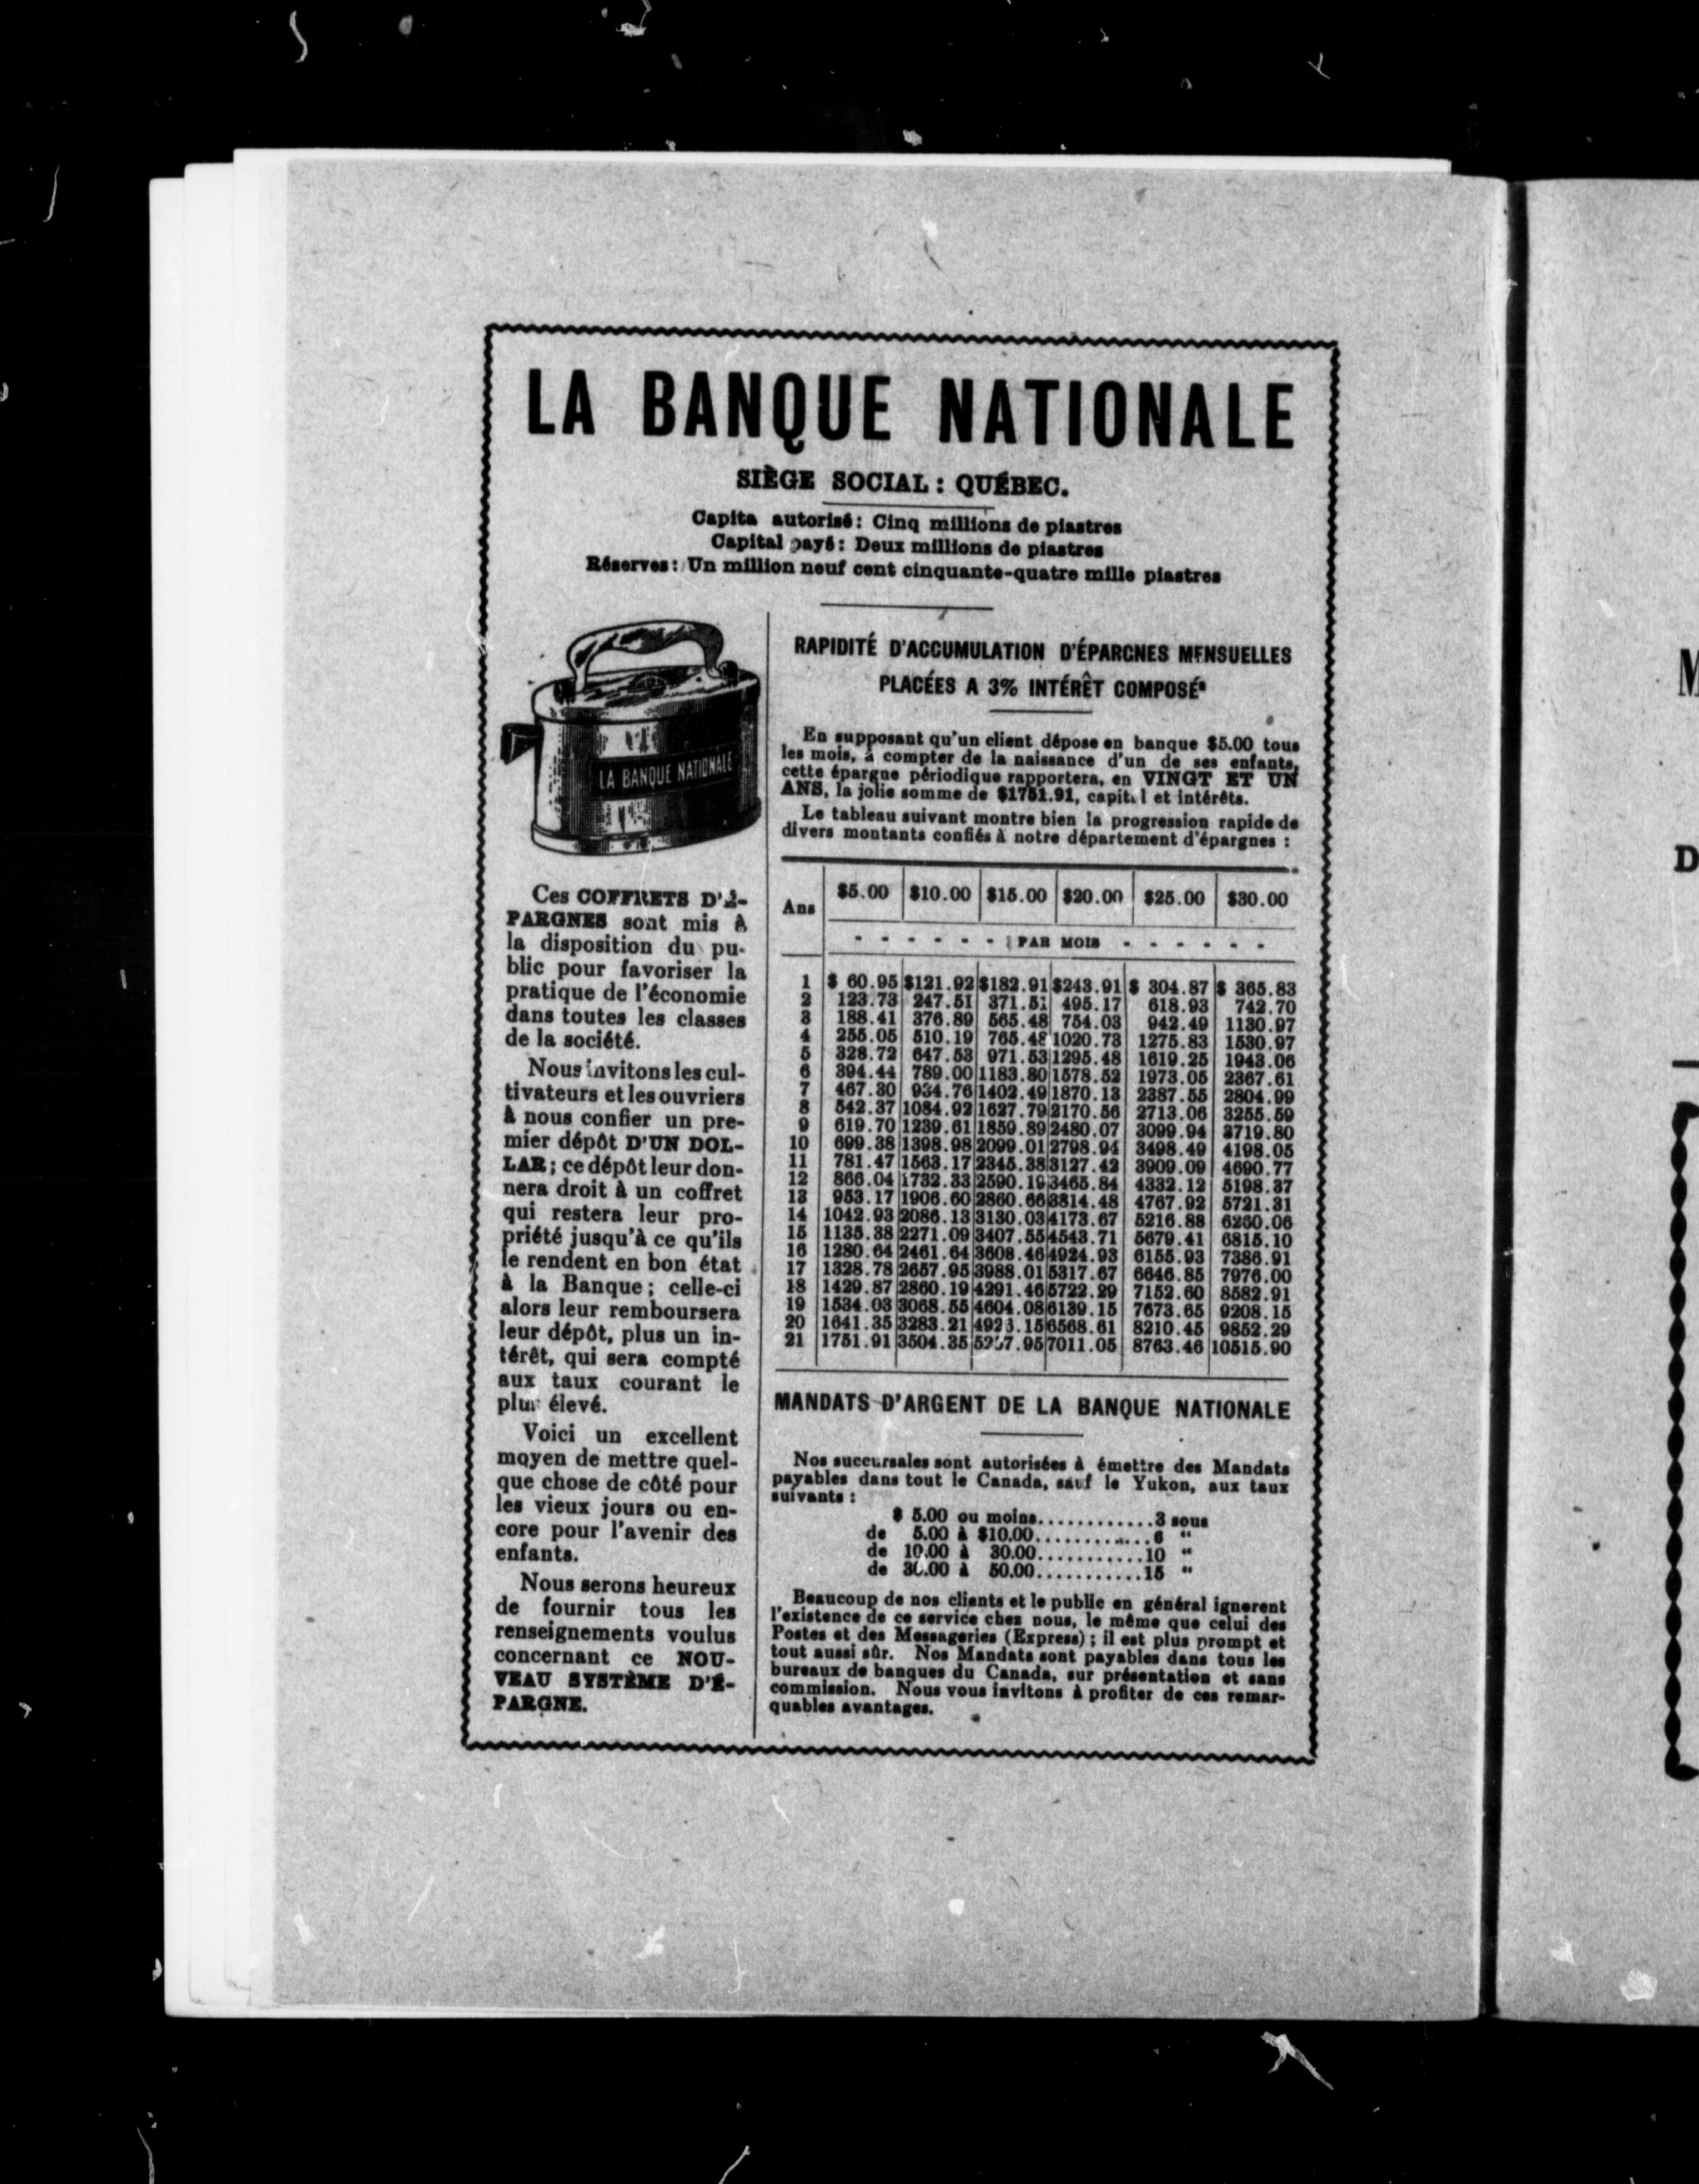 LA BANQUE NATIONALE
SIÈGE SOCIAL : QUÉBEC.
Capita autorisé : Cinq millions de piastres
Capital payé : Deux millions de piastres
Réserves : Un million neuf cent cinquante-quatre mille piastres
LA BANQUE NATIONALE
Ces COFFRETS D'É-
PARGNES sont mis à
la disposition du pu-
blic pour favoriser la
pratique de l'économie
dans toutes les classes
de la société.
Nous invitons les cul-
tivateurs et les ouvriers
à nous confier un pre-
mier dépôt D'UN DOL-
LAR ; ce dépôt leur don-
nera droit à un coffret
qui restera leur pro-
priété jusqu'à ce qu'ils
le rendent en bon état
à la Banque ; celle-ci
alors leur remboursera
leur dépôt, plus un in-
térêt, qui sera compté
aux taux courant le
plus élevé.
Voici un excellent
moyen de mettre quel-
que chose de côté pour
les vieux jours ou en-
core pour l'avenir des
enfants.
Nous serons heureux
de fournir tous les
renseignements voulus
concernant ce NOU-
VEAU SYSTÈME D'É-
PARGNE.
RAPIDITÉ D'ACCUMULATION D'ÉPARGNES MENSUELLES
PLACÉES A 3% INTÉRÊT COMPOSÉ
En supposant qu'un client dépose en banque $5.00 tous
les mois, à compter de la naissance d'un de ses enfants,
cette épargne périodique rapportera, en VINGT ET UN
ANS, la jolie somme de $1751.91, capital et intérêts.
Le tableau suivant montre bien la progression rapide de
divers montants confiés à notre département d'épargnes :
Ans $5.00 $10.00 $15.00 $20.00 $25.00 $30.00
- - - - - - PAR MOIS - - - - - -
1 $ 60.95 $121.92 $182.91 $243.91 $ 304.87 $ 365.83
2 123.73 247.51 371.51 495.17 618.93 742.70
3 188.41 376.89 565.48 754.03 942.49 1130.97
4 255.05 510.19 765.48 1020.73 1275.83 1530.97
5 328.72 647.53 971.53 1295.48 1619.25 1943.06
6 394.44 789.00 1183.80 1578.52 1973.05 2367.61
7 467.30 934.76 1402.49 1870.13 2387.55 2804.99
8 542.37 1084.92 1627.79 2170.56 2713.06 3255.59
9 619.70 1239.61 1859.89 2480.07 3099.94 3719.80
10 699.38 1398.98 2099.01 2798.94 3498.49 4198.05
11 781.47 1563.17 2345.38 3127.42 3909.09 4690.77
12 866.04 1732.33 2590.19 3465.84 4332.12 5198.37
13 953.17 1906.60 2860.66 3814.48 4767.92 5721.31
14 1042.93 2086.13 3130.03 4173.67 5216.88 6260.06
15 1135.38 2271.09 3407.55 4543.71 5679.41 6815.10
16 1280.64 2461.64 3608.46 4924.93 6155.93 7386.91
17 1328.78 2657.95 3988.01 5317.67 6646.85 7976.00
18 1429.87 2860.19 4291.46 5722.29 7152.60 8582.91
19 1534.03 3068.55 4604.08 6139.15 7673.65 9208.15
20 1641.35 3283.21 4923.15 6568.61 8210.45 9852.29
21 1751.91 3504.35 7011.05 8763.46 10515.90
MANDATS D'ARGENT DE LA BANQUE NATIONALE
Nos succursales sont autorisées à émettre des Mandats
payables dans tout le Canada, sauf le Yukon, aux taux
suivants :
$ 5.00 ou moins............3 sous
de 5.00 à $10.00............6 "
de 10.00 à 30.00...........10 "
de 30.00 à 50.00...........15 "
Beaucoup de nos clients et le public en général ignorent
l'existence de ce service chez nous, le même que celui des
Postes et des Messageries (Express) ; il est plus prompt et
tout aussi sûr. Nos Mandats sont payables dans tous les
bureaux de banques du Canada, sur présentation et sans
commission. Nous vous invitons à profiter de ces remar-
quables avantages.
M
D